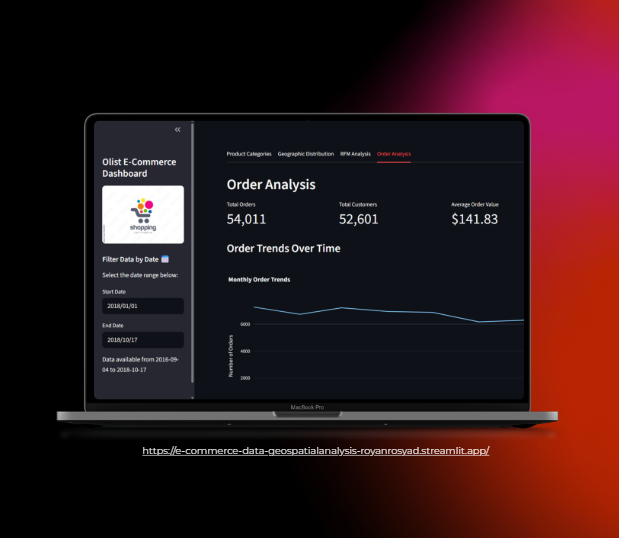 «
Olist E-Commerce
Dashboard
shopping
Filter Data by Date
Select the date range below:
Start Date
2018/01/01
End Date
2018/10/17
Data available from 2016-09-
04 to 2018-10-17
Product Categories Geographic Distribution RFM Analysis Order Analysis
Order Analysis
Total Orders Total Customers Average Order Value
54,011 52,601 $141.83
Order Trends Over Time
Monthly Order Trends
Number of Orders
6000
4000
2000
MacBook Pro
https://e-commerce-data-geospatialanalysis-royanrosyad.streamlit.app/